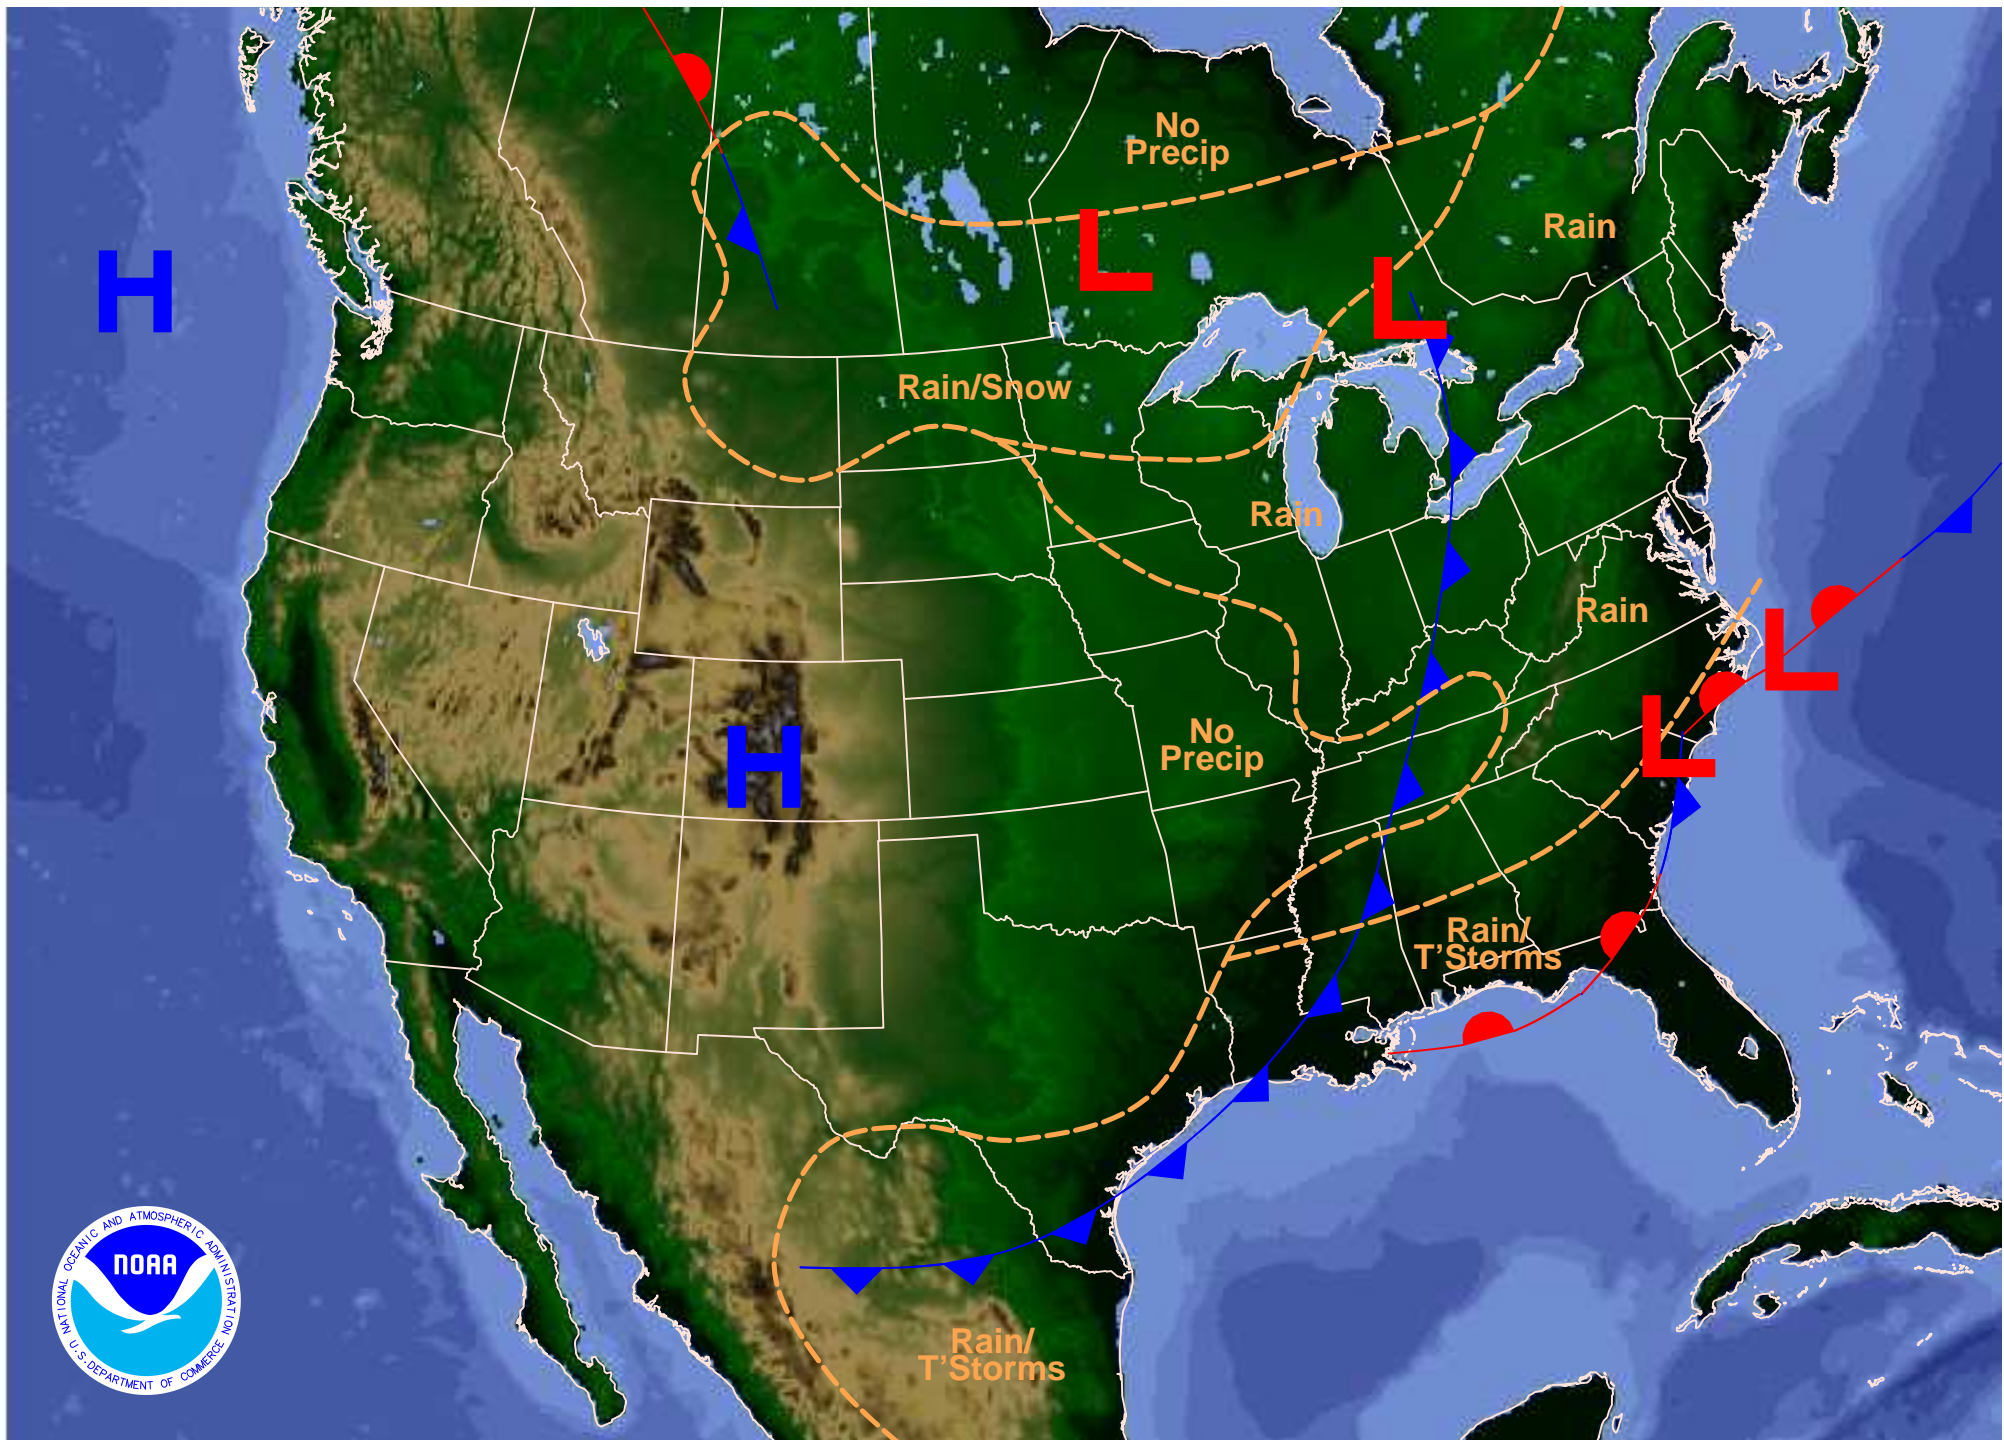 No
Precip
Rain
H
L
L
Rain/Snow
Rain
Rain
L
L
H
No
Precip
Rain/
T'Storms
Rain/
T'Storms
NATIONAL OCEANIC AND ATMOSPHERIC ADMINISTRATION
NOAA
U.S. DEPARTMENT OF COMMERCE